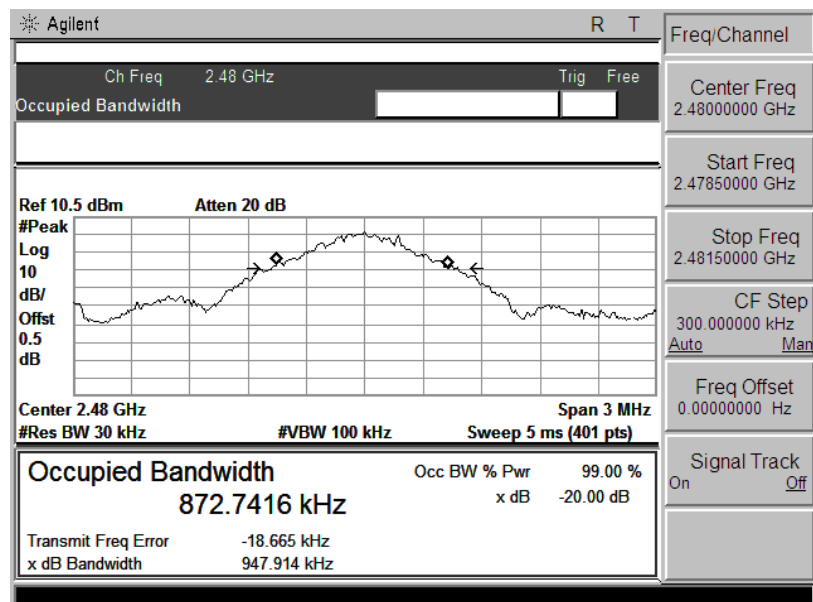 Agilent R T
Ch Freq 2.48 GHz Trig Free
Occupied Bandwidth
Ref 10.5 dBm Atten 20 dB
#Peak
Log
10
dB/
Offst
0.5
dB
Center 2.48 GHz Span 3 MHz
#Res BW 30 kHz #VBW 100 kHz Sweep 5 ms (401 pts)
Occupied Bandwidth Occ BW % Pwr 99.00 %
872.7416 kHz x dB -20.00 dB
Transmit Freq Error -18.665 kHz
x dB Bandwidth 947.914 kHz
Freq/Channel
Center Freq
2.48000000 GHz
Start Freq
2.47850000 GHz
Stop Freq
2.48150000 GHz
CF Step
300.000000 kHz
Auto Man
Freq Offset
0.00000000 Hz
Signal Track
On Off